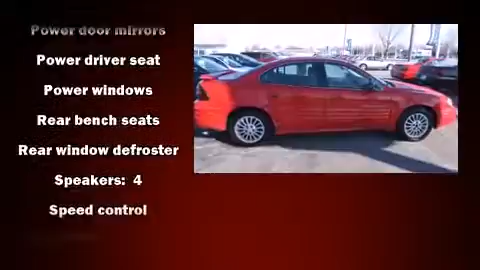 Power door mirrors
Power driver seat
Power windows
Rear bench seats
Rear window defroster
Speakers: 4
Speed control